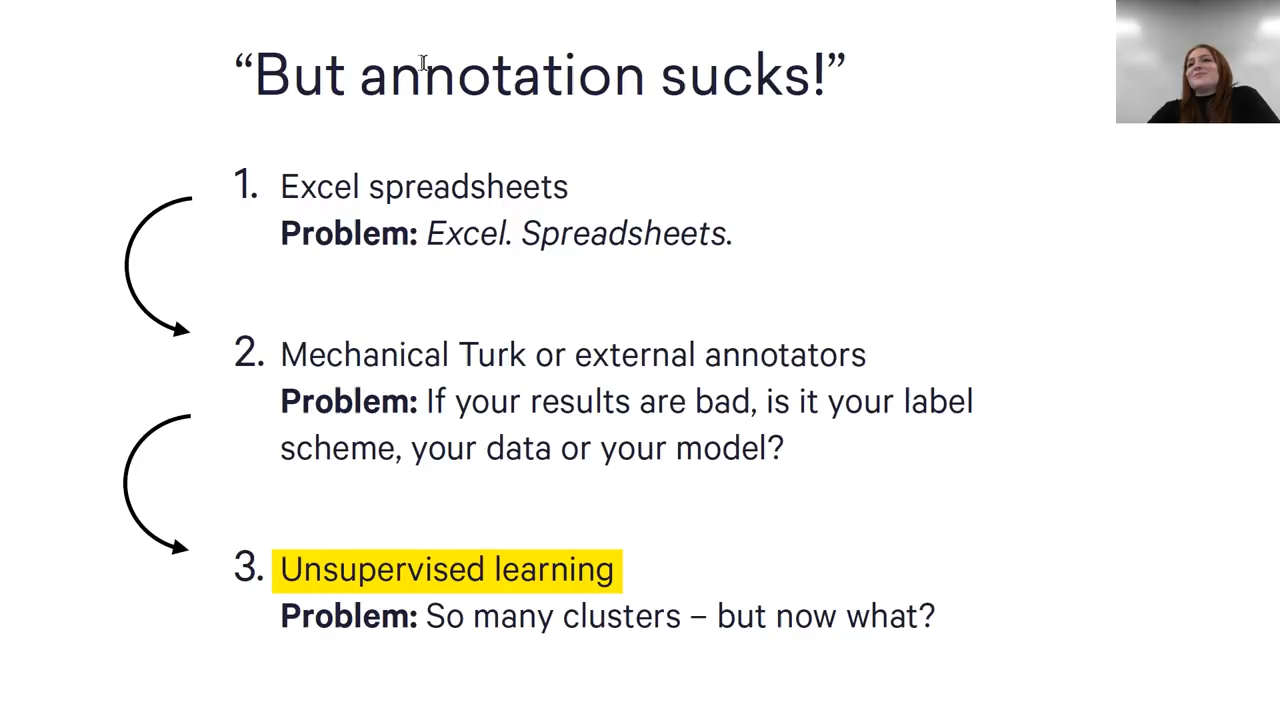 “But annotation sucks!”
1. Excel spreadsheets
Problem: Excel. Spreadsheets.
2. Mechanical Turk or external annotators
Problem: If your results are bad, is it your label
scheme, your data or your model?
3. Unsupervised learning
Problem: So many clusters – but now what?